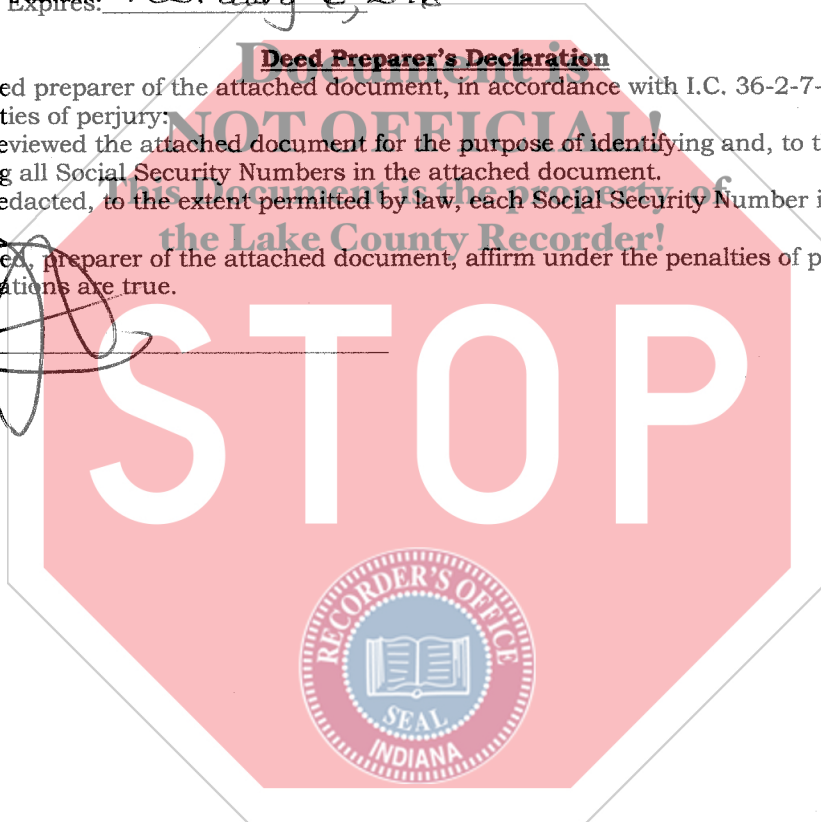 Expires:
Deed Preparer's Declaration
ed preparer of the attached document, in accordance with I.C. 36-2-7-
ties of perjury:
eviewed the attached document for the purpose of identifying and, to t
g all Social Security Numbers in the attached document.
edacted, to the extent permitted by law, each Social Security Number i
ed, preparer of the attached document, affirm under the penalties of p
ations are true.
Document is
NOT OFFICIAL!
This Document is the property of
the Lake County Recorder!
STOP
RECORDER'S OFFICE
SEAL
INDIANA